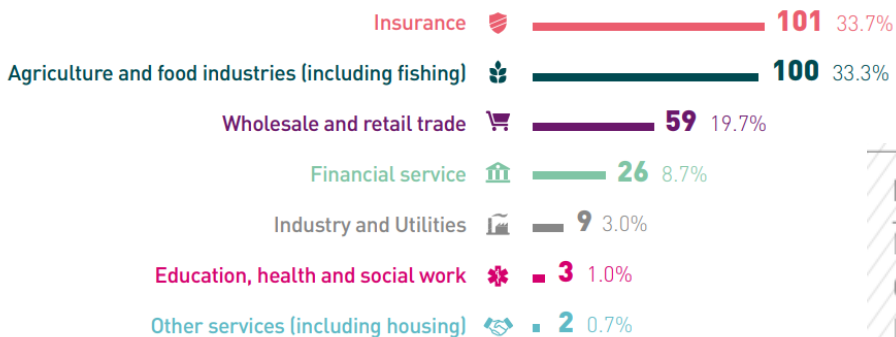 Insurance 101 33.7%
Agriculture and food industries (including fishing) 100 33.3%
Wholesale and retail trade 59 19.7%
Financial service 26 8.7%
Industry and Utilities 9 3.0%
Education, health and social work 3 1.0%
Other services (including housing) 2 0.7%